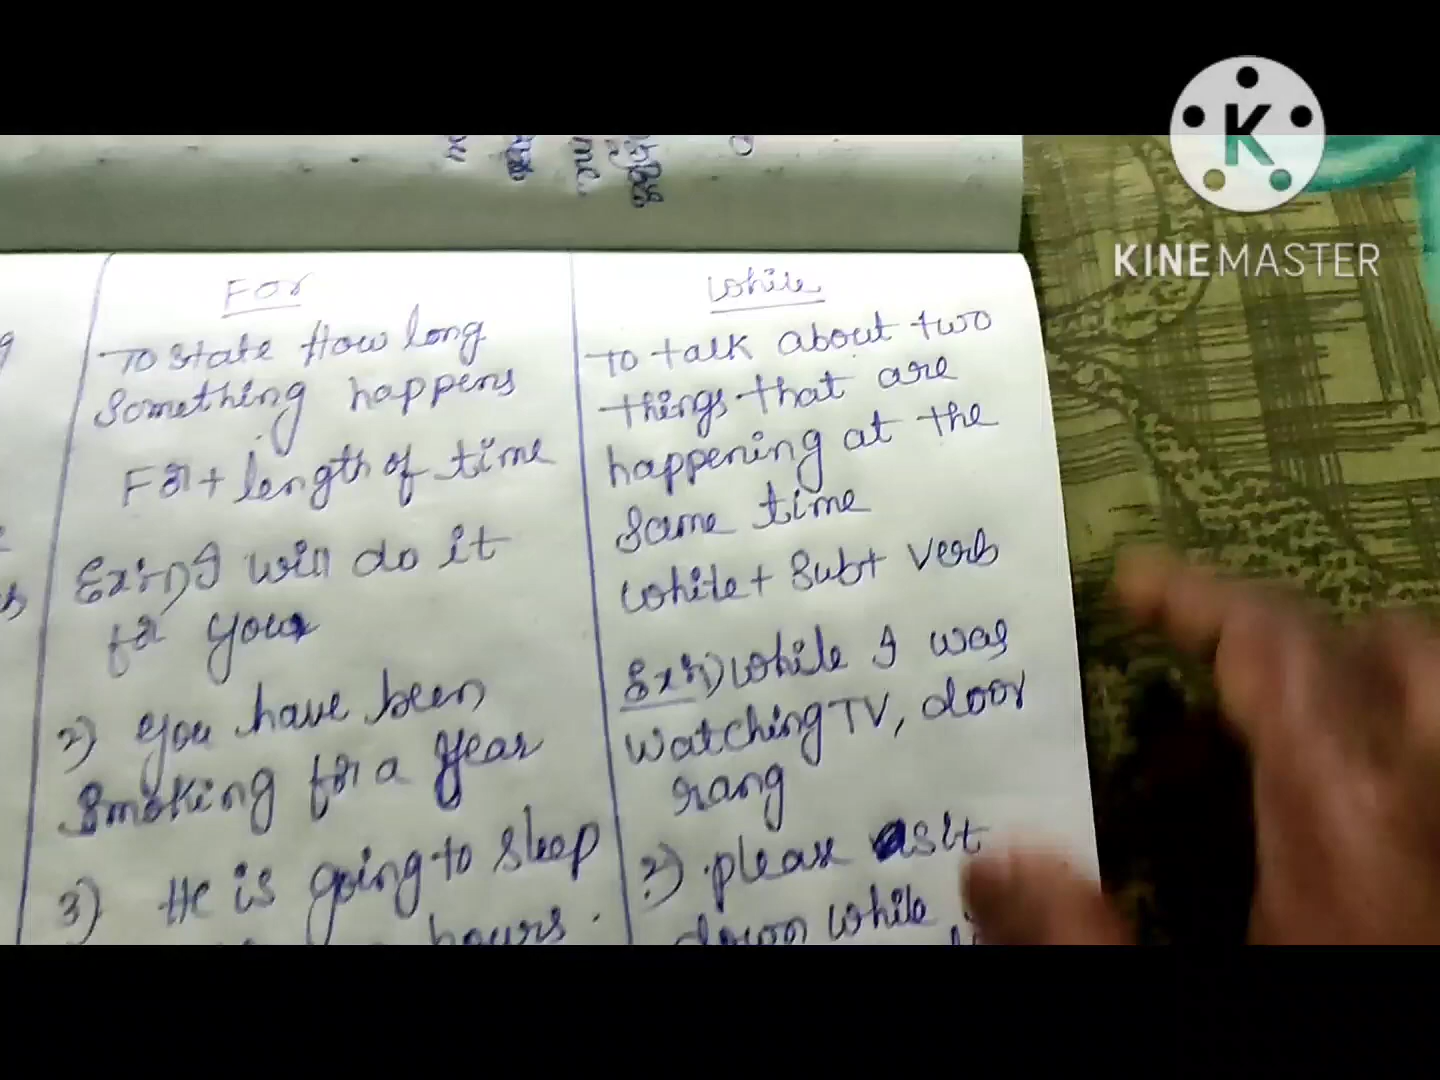 KINEMASTER
For
To state How long
Something happens
For + length of time
Ex:1) I will do it
for you
2) you have been
Smoking for a year
3) He is going to sleep
hours.
While
To talk about two
things that are
happening at the
same time
while + Sub + verb
Ex:1) while I was
watching TV, door
rang
2) please sit
down while